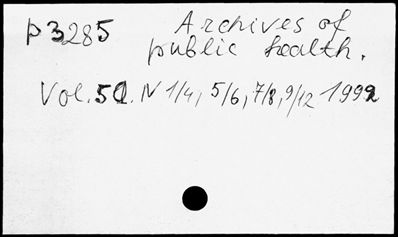 p3285 Archives of
public health.
Vol. 50. N 1/4, 5/6, 7/8, 9/12 1992